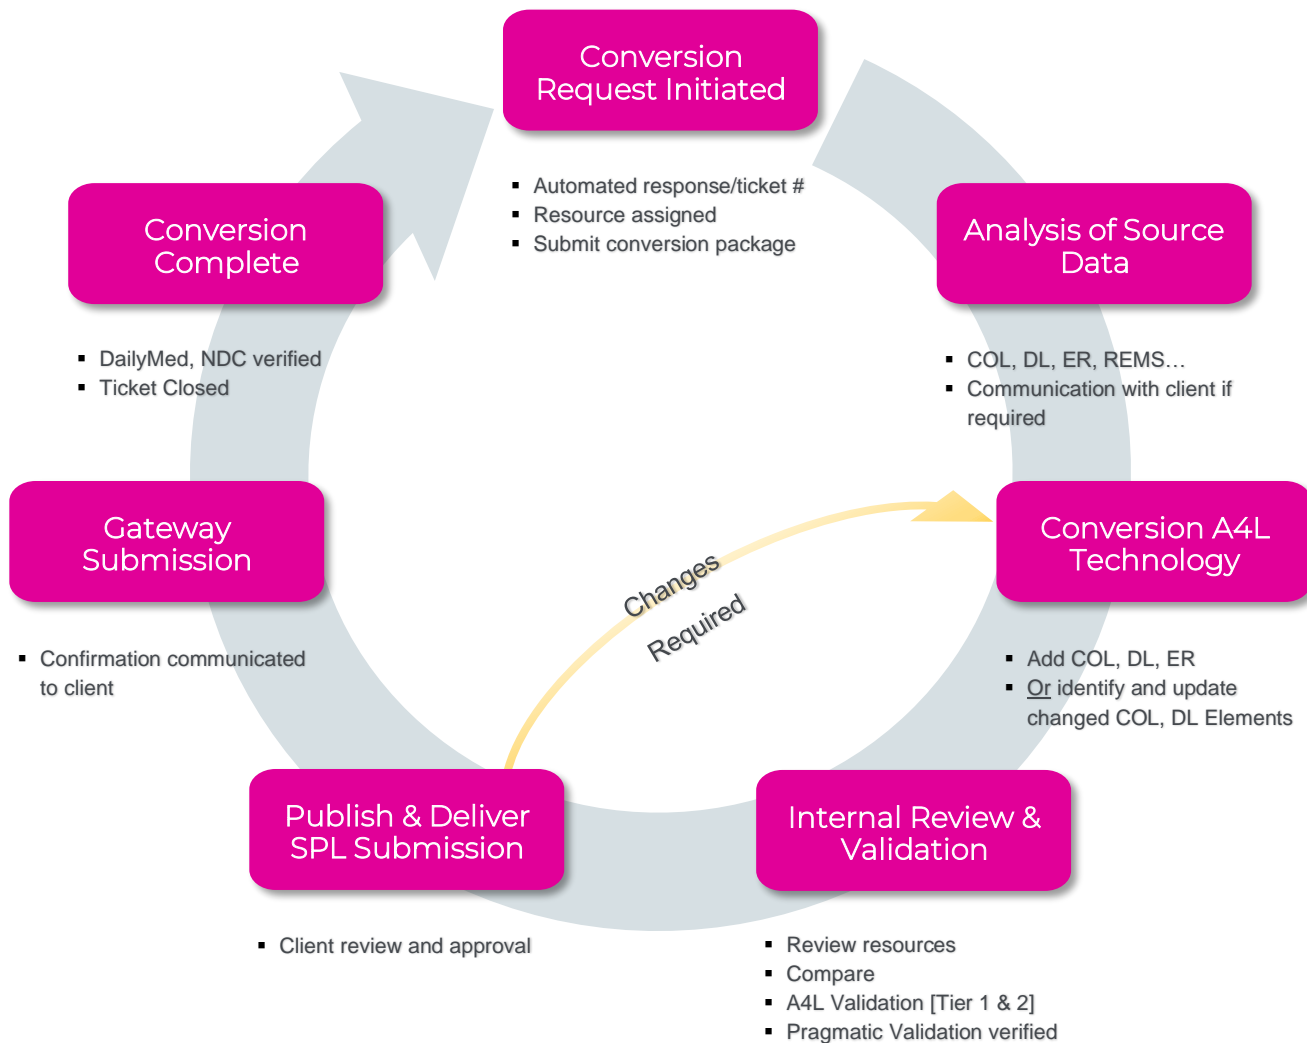 Conversion
Request Initiated
▪ Automated response/ticket #
▪ Resource assigned
▪ Submit conversion package
Analysis of Source
Data
▪ COL, DL, ER, REMS…
▪ Communication with client if
required
Conversion A4L
Technology
▪ Add COL, DL, ER
▪ Or identify and update
changed COL, DL Elements
Internal Review &
Validation
▪ Review resources
▪ Compare
▪ A4L Validation [Tier 1 & 2]
▪ Pragmatic Validation verified
Publish & Deliver
SPL Submission
▪ Client review and approval
Changes
Required
Gateway
Submission
▪ Confirmation communicated
to client
Conversion
Complete
▪ DailyMed, NDC verified
▪ Ticket Closed